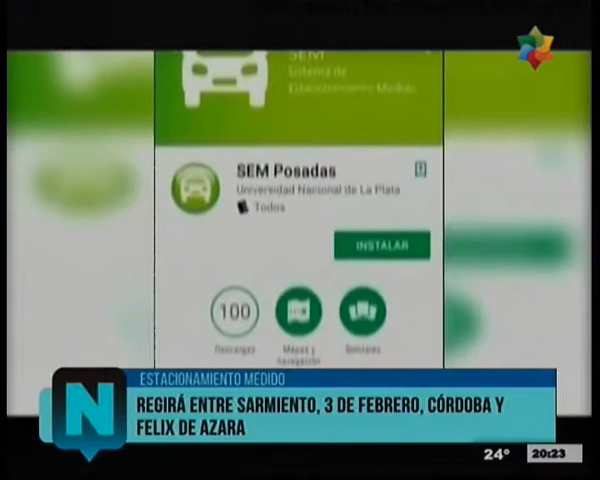 SEM
Sistema de
Estacionamiento Medido
SEM Posadas
Universidad Nacional de La Plata
Todos
INSTALAR
100
Descargas
Mapas y
navegación
Similares
N
ESTACIONAMIENTO MEDIDO
REGIRÁ ENTRE SARMIENTO, 3 DE FEBRERO, CÓRDOBA Y
FELIX DE AZARA
24° 20:23